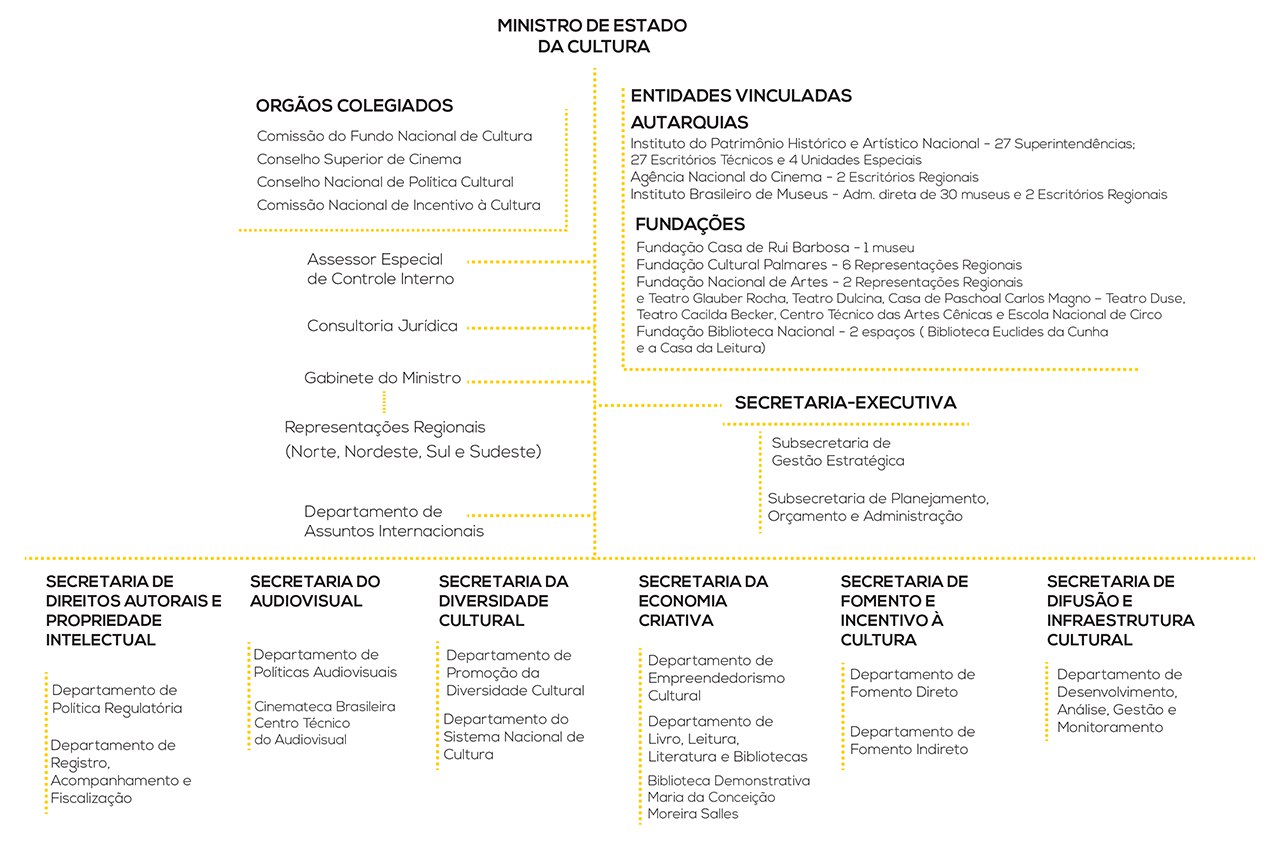 MINISTRO DE ESTADO
DA CULTURA
ORGÃOS COLEGIADOS
Comissão do Fundo Nacional de Cultura
Conselho Superior de Cinema
Conselho Nacional de Política Cultural
Comissão Nacional de Incentivo à Cultura
ENTIDADES VINCULADAS
AUTARQUIAS
Instituto do Patrimônio Histórico e Artístico Nacional - 27 Superintendências;
27 Escritórios Técnicos e 4 Unidades Especiais
Agência Nacional do Cinema - 2 Escritórios Regionais
Instituto Brasileiro de Museus - Adm. direta de 30 museus e 2 Escritórios Regionais
FUNDAÇÕES
Fundação Casa de Rui Barbosa - 1 museu
Fundação Cultural Palmares - 6 Representações Regionais
Fundação Nacional de Artes - 2 Representações Regionais
e Teatro Glauber Rocha, Teatro Dulcina, Casa de Paschoal Carlos Magno – Teatro Duse,
Teatro Cacilda Becker, Centro Técnico das Artes Cênicas e Escola Nacional de Circo
Fundação Biblioteca Nacional - 2 espaços ( Biblioteca Euclides da Cunha
e a Casa da Leitura)
Assessor Especial
de Controle Interno
Consultoria Jurídica
Gabinete do Ministro
Representações Regionais
(Norte, Nordeste, Sul e Sudeste)
Departamento de
Assuntos Internacionais
SECRETARIA-EXECUTIVA
Subsecretaria de
Gestão Estratégica
Subsecretaria de Planejamento,
Orçamento e Administração
SECRETARIA DE
DIREITOS AUTORAIS E
PROPRIEDADE
INTELECTUAL
Departamento de
Política Regulatória
Departamento de
Registro,
Acompanhamento e
Fiscalização
SECRETARIA DO
AUDIOVISUAL
Departamento de
Políticas Audiovisuais
Cinemateca Brasileira
Centro Técnico
do Audiovisual
SECRETARIA DA
DIVERSIDADE
CULTURAL
Departamento de
Promoção da
Diversidade Cultural
Departamento do
Sistema Nacional de
Cultura
SECRETARIA DA
ECONOMIA
CRIATIVA
Departamento de
Empreendedorismo
Cultural
Departamento de
Livro, Leitura,
Literatura e Bibliotecas
Biblioteca Demonstrativa
Maria da Conceição
Moreira Salles
SECRETARIA DE
FOMENTO E
INCENTIVO À
CULTURA
Departamento de
Fomento Direto
Departamento de
Fomento Indireto
SECRETARIA DE
DIFUSÃO E
INFRAESTRUTURA
CULTURAL
Departamento de
Desenvolvimento,
Análise, Gestão e
Monitoramento